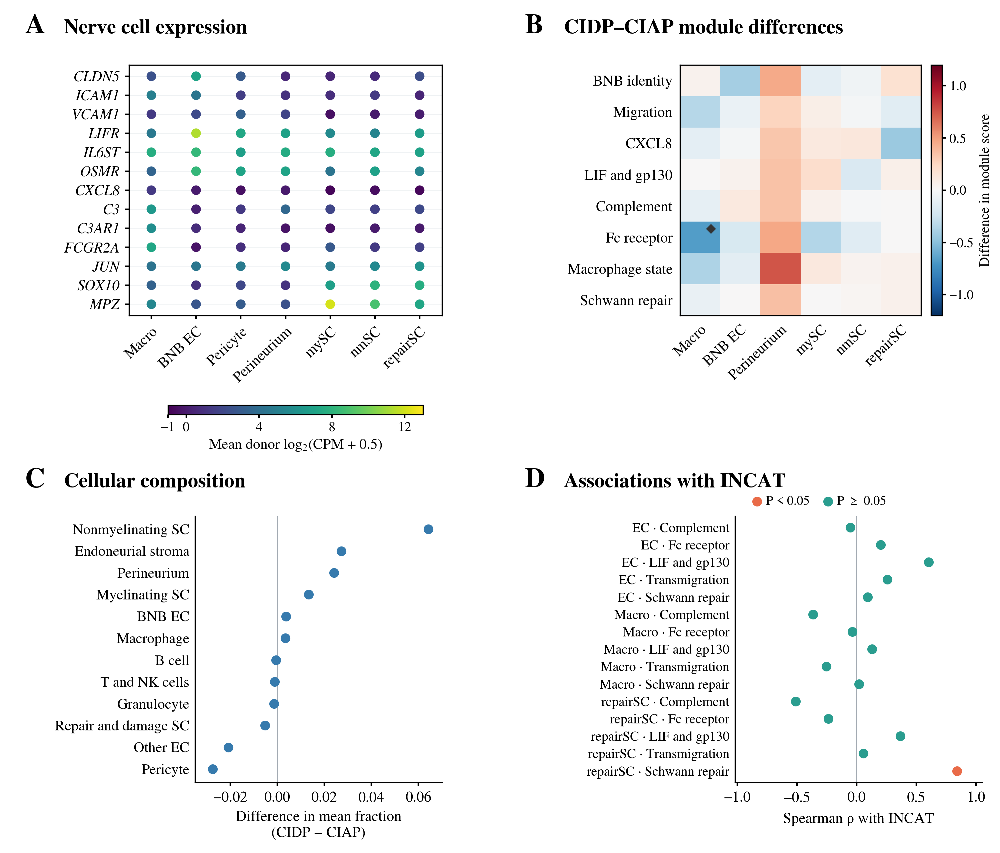 A Nerve cell expression
CLDN5
ICAM1
VCAM1
LIFR
IL6ST
OSMR
CXCL8
C3
C3AR1
FCGR2A
JUN
SOX10
MPZ
Macro
BNB EC
Pericyte
Perineurium
mySC
nmSC
repairSC
−1 0 4 8 12
Mean donor log₂(CPM + 0.5)
B CIDP–CIAP module differences
BNB identity
Migration
CXCL8
LIF and gp130
Complement
Fc receptor
Macrophage state
Schwann repair
Macro
BNB EC
Perineurium
mySC
nmSC
repairSC
1.0
0.5
0.0
−0.5
−1.0
Difference in module score
C Cellular composition
Nonmyelinating SC
Endoneurial stroma
Perineurium
Myelinating SC
BNB EC
Macrophage
B cell
T and NK cells
Granulocyte
Repair and damage SC
Other EC
Pericyte
−0.02 0.00 0.02 0.04 0.06
Difference in mean fraction
(CIDP − CIAP)
D Associations with INCAT
P < 0.05 P ≥ 0.05
EC · Complement
EC · Fc receptor
EC · LIF and gp130
EC · Transmigration
EC · Schwann repair
Macro · Complement
Macro · Fc receptor
Macro · LIF and gp130
Macro · Transmigration
Macro · Schwann repair
repairSC · Complement
repairSC · Fc receptor
repairSC · LIF and gp130
repairSC · Transmigration
repairSC · Schwann repair
−1.0 −0.5 0.0 0.5 1.0
Spearman ρ with INCAT